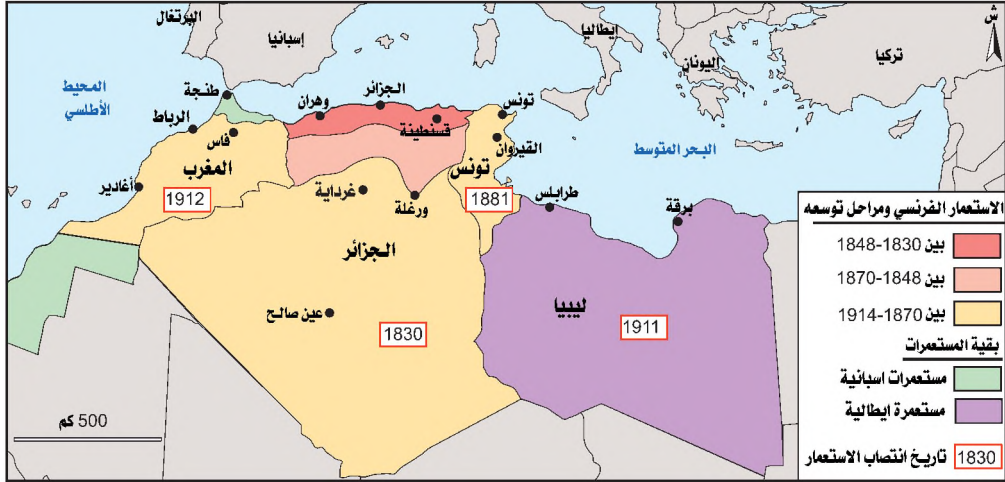 البرتغال
إسبانيا
إيطاليا
اليونان
تركيا
ش
المحيط
الأطلسي
البحر المتوسط
طنجة
الرباط
فاس
المغرب
أغادير
1912
وهران
الجزائر
قسنطينة
تونس
القيروان
تونس
1881
غرداية
ورغلة
الجزائر
عين صالح
1830
طرابلس
برقة
ليبيا
1911
500 كم
الاستعمار الفرنسي ومراحل توسعه
بين 1830-1848
بين 1848-1870
بين 1870-1914
بقية المستعمرات
مستعمرات اسبانية
مستعمرة ايطالية
1830 تاريخ انتصاب الاستعمار